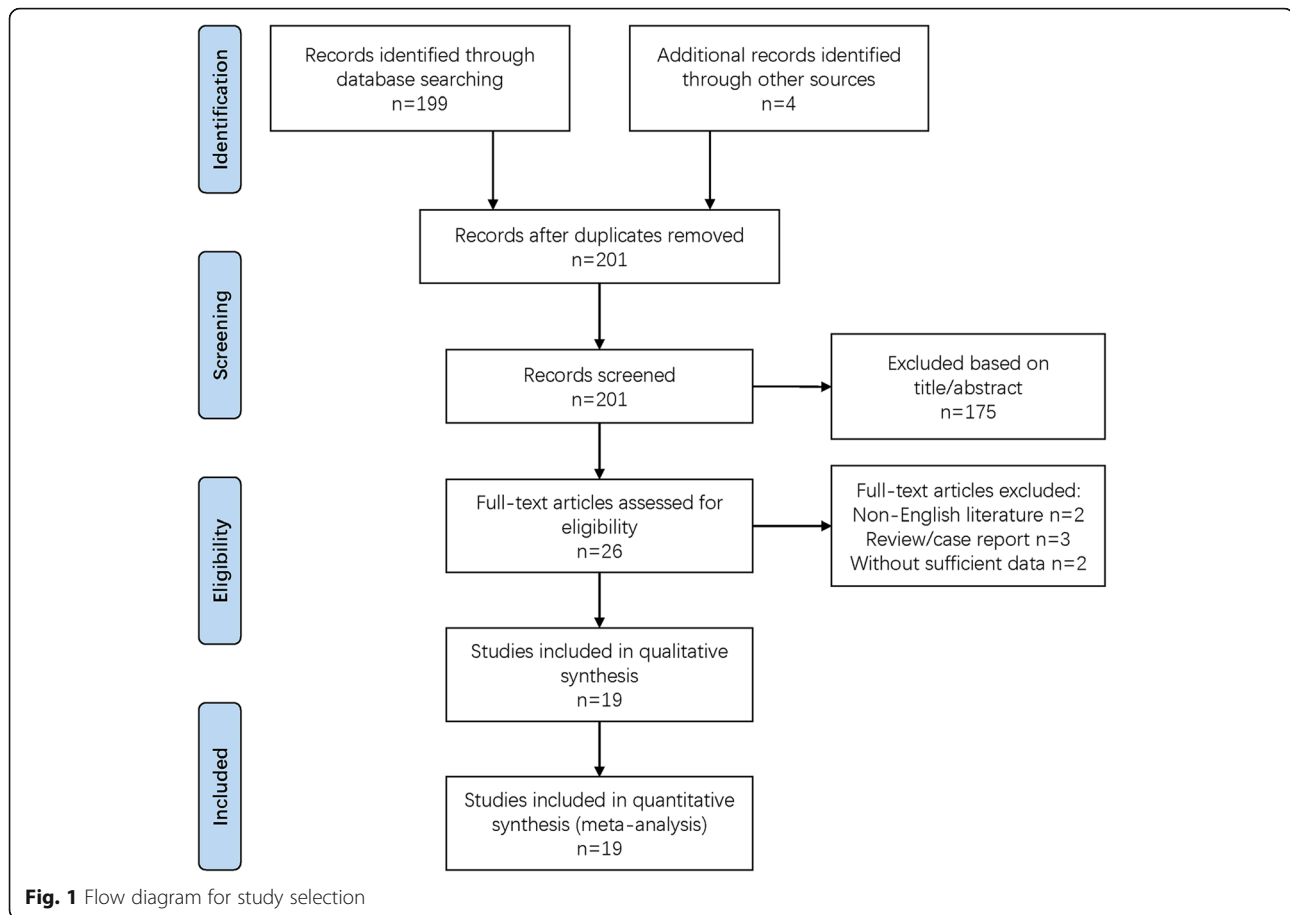 Identification
Records identified through
database searching
n=199
Additional records identified
through other sources
n=4
Records after duplicates removed
n=201
Screening
Records screened
n=201
Excluded based on
title/abstract
n=175
Eligibility
Full-text articles assessed for
eligibility
n=26
Full-text articles excluded:
Non-English literature n=2
Review/case report n=3
Without sufficient data n=2
Studies included in qualitative
synthesis
n=19
Included
Studies included in quantitative
synthesis (meta-analysis)
n=19
Fig. 1 Flow diagram for study selection